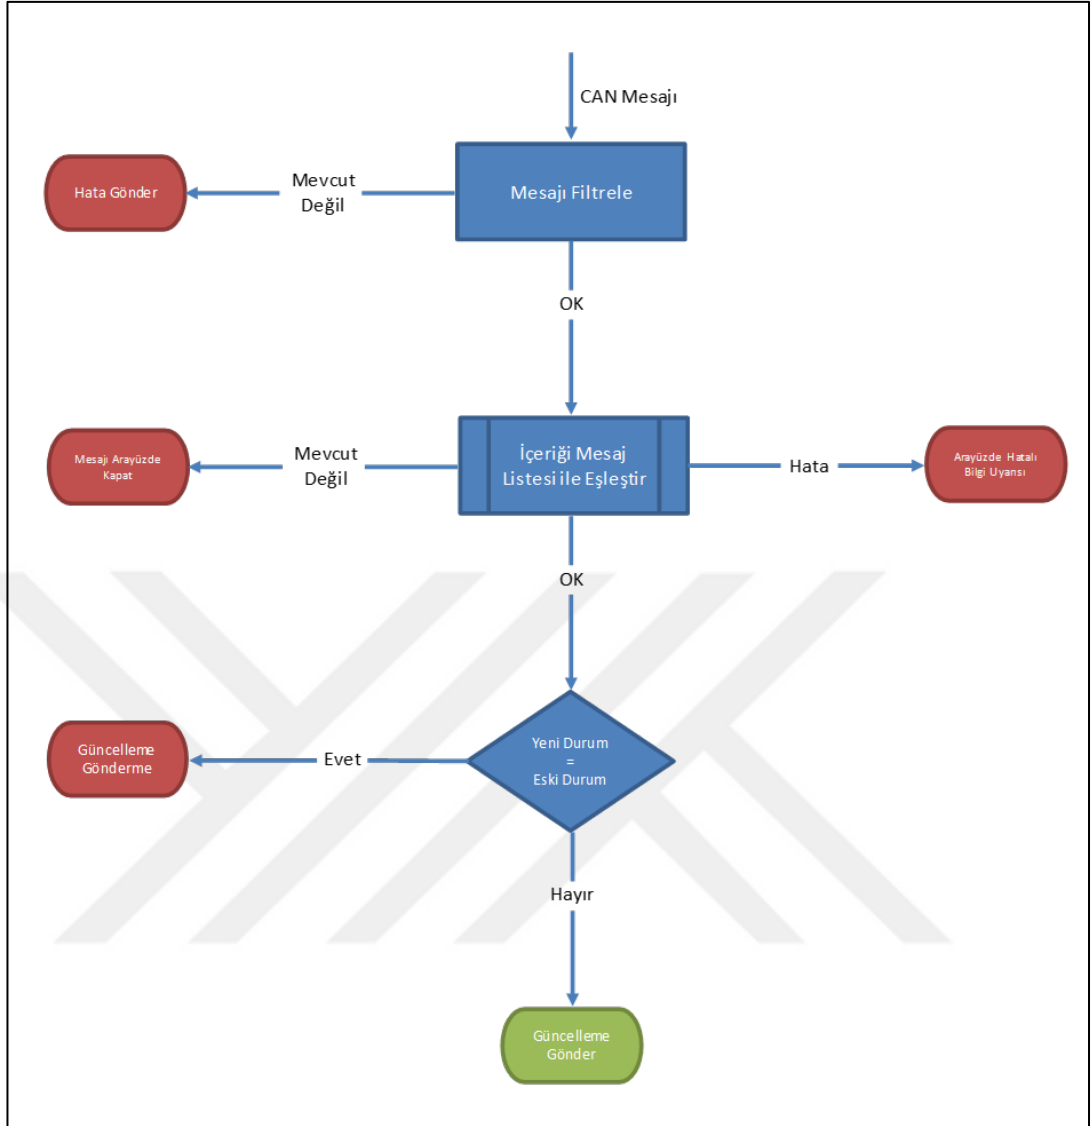 CAN Mesajı
Hata Gönder
Mevcut
Değil
Mesajı Filtrele
OK
Mesajı Arayüzde
Kapat
Mevcut
Değil
İçeriği Mesaj
Listesi ile Eşleştir
Hata
Arayüzde Hatalı
Bilgi Uyarısı
OK
Güncelleme
Gönderme
Evet
Yeni Durum
=
Eski Durum
Hayır
Güncelleme
Gönder